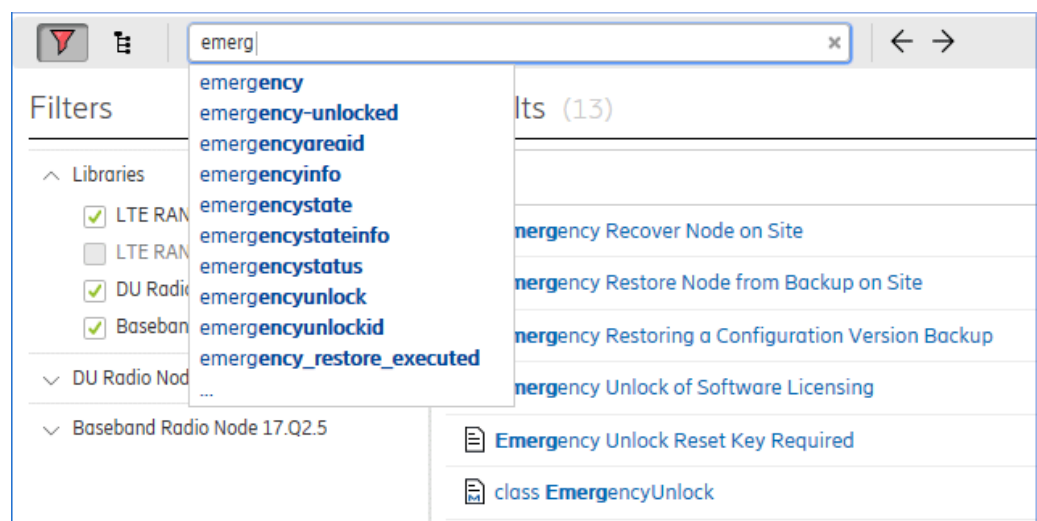 emerg
emergency
emergency-unlocked
emergencyareaid
emergencyinfo
emergencystate
emergencystateinfo
emergencystatus
emergencyunlock
emergencyunlockid
emergency_restore_executed
...
Filters
lts (13)
Libraries
LTE RAN
LTE RAN
DU Radio
Baseban
DU Radio Nod
Baseband Radio Node 17.Q2.5
mergency Recover Node on Site
mergency Restore Node from Backup on Site
mergency Restoring a Configuration Version Backup
mergency Unlock of Software Licensing
Emergency Unlock Reset Key Required
class EmergencyUnlock